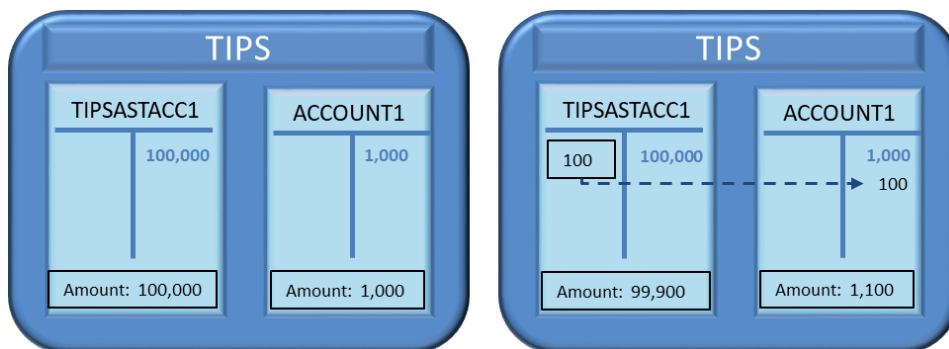 TIPS
TIPSASTACC1
ACCOUNT1
100,000
1,000
Amount: 100,000
Amount: 1,000
TIPS
TIPSASTACC1
ACCOUNT1
100
100,000
1,000
100
Amount: 99,900
Amount: 1,100